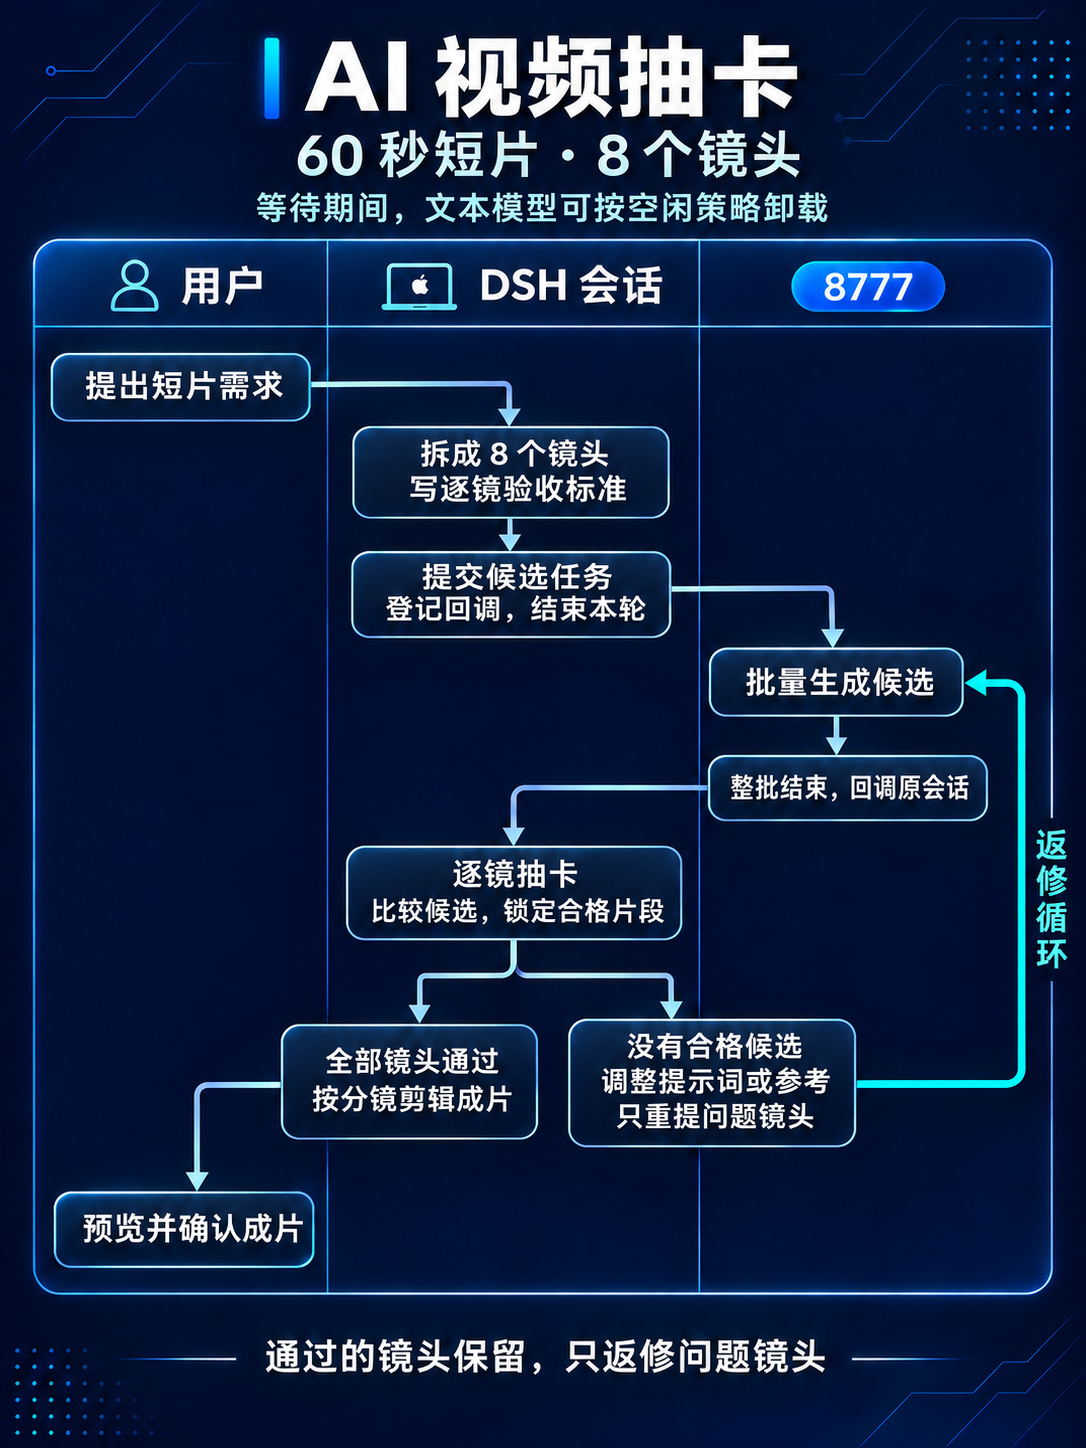 AI 视频抽卡
60 秒短片·8 个镜头
等待期间，文本模型可按空闲策略卸载
用户
DSH 会话
8777
提出短片需求
拆成 8 个镜头
写逐镜验收标准
提交候选任务
登记回调，结束本轮
批量生成候选
整批结束，回调原会话
逐镜抽卡
比较候选，锁定合格片段
返修循环
全部镜头通过
按分镜剪辑成片
没有合格候选
调整提示词或参考
只重提问题镜头
预览并确认成片
通过的镜头保留，只返修问题镜头